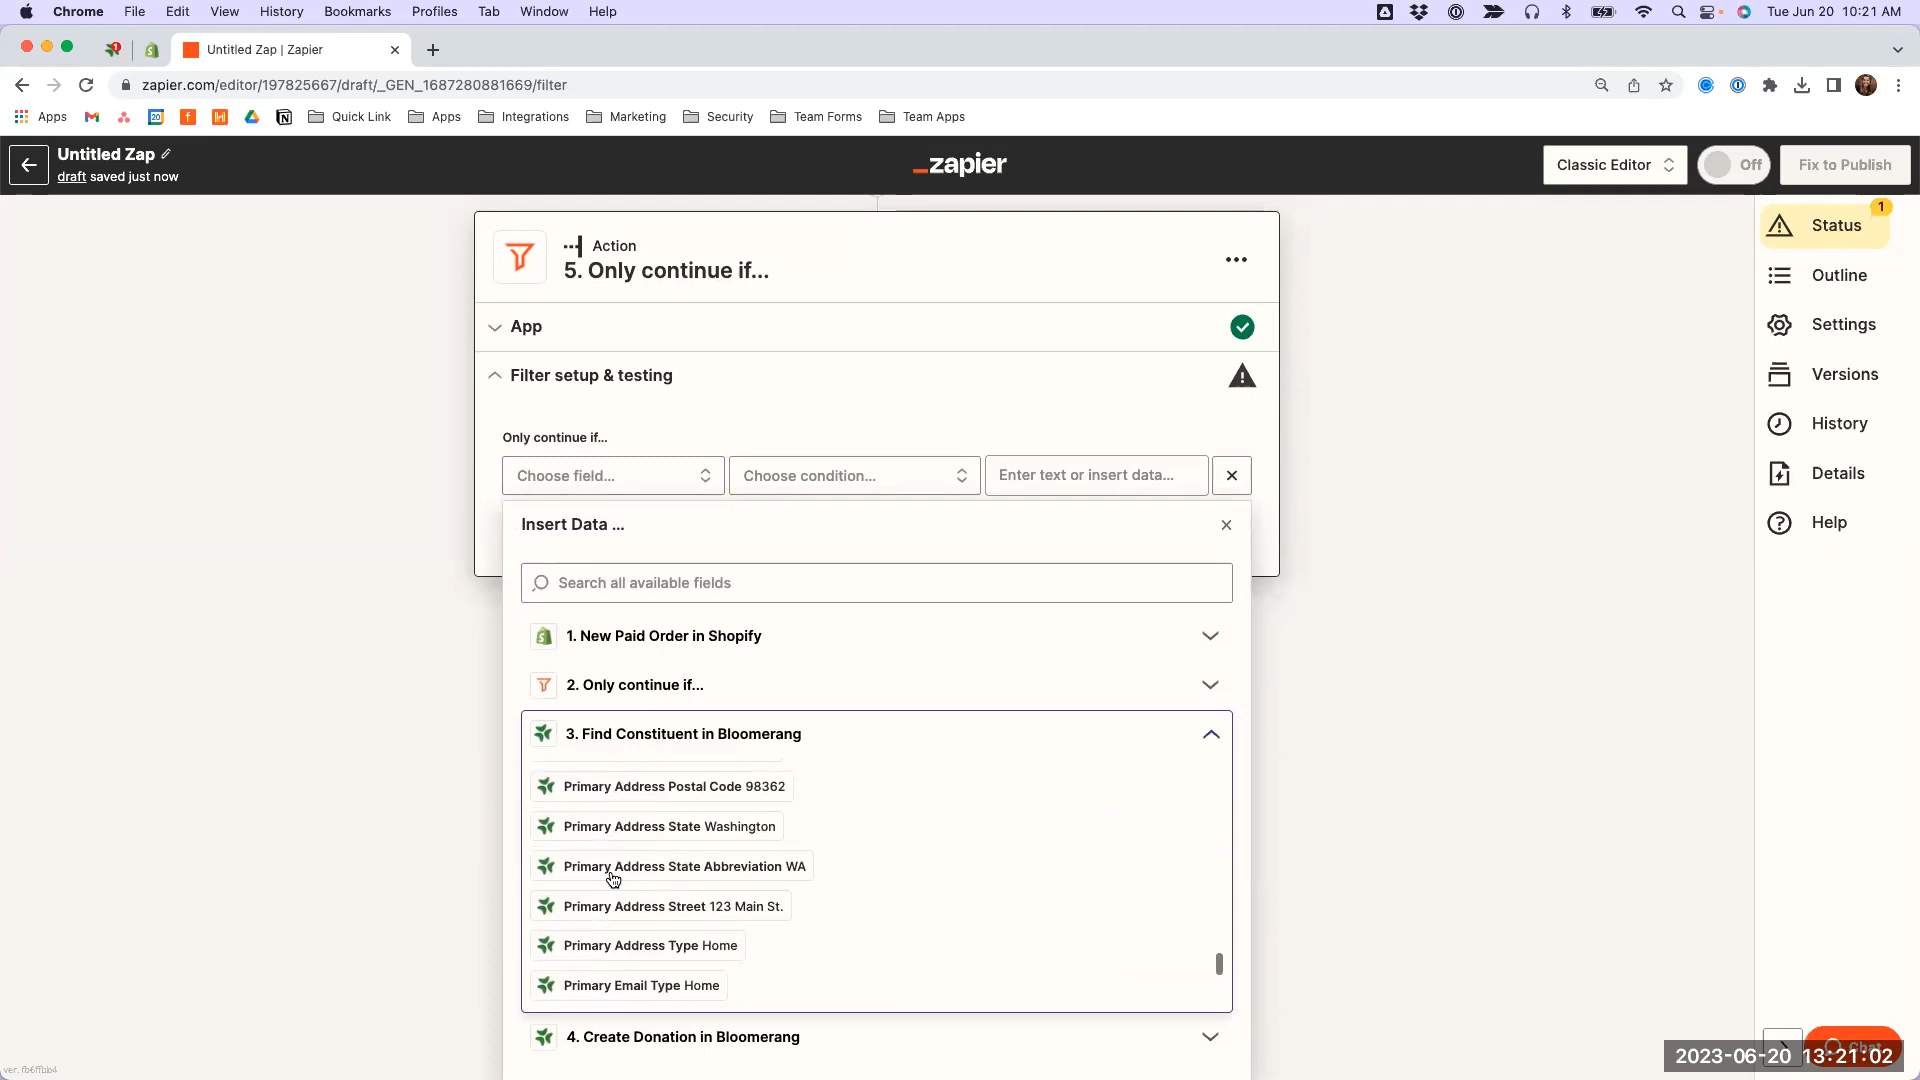 Chrome File Edit View History Bookmarks Profiles Tab Window Help Tue Jun 20 10:21 AM
1 Untitled Zap | Zapier
zapier.com/editor/197825667/draft/_GEN_1687280881669/filter
Apps 20 Quick Link Apps Integrations Marketing Security Team Forms Team Apps
Untitled Zap
draft saved just now
_zapier
Classic Editor Off Fix to Publish
Action
5. Only continue if...
App
Filter setup & testing
Only continue if...
Choose field... Choose condition... Enter text or insert data...
Insert Data ...
Search all available fields
1. New Paid Order in Shopify
2. Only continue if...
3. Find Constituent in Bloomerang
Primary Address Postal Code 98362
Primary Address State Washington
Primary Address State Abbreviation WA
Primary Address Street 123 Main St.
Primary Address Type Home
Primary Email Type Home
4. Create Donation in Bloomerang
1
Status
Outline
Settings
Versions
History
Details
Help
Chat
2023-06-20 13:21:02
ver. fb6ffbb4